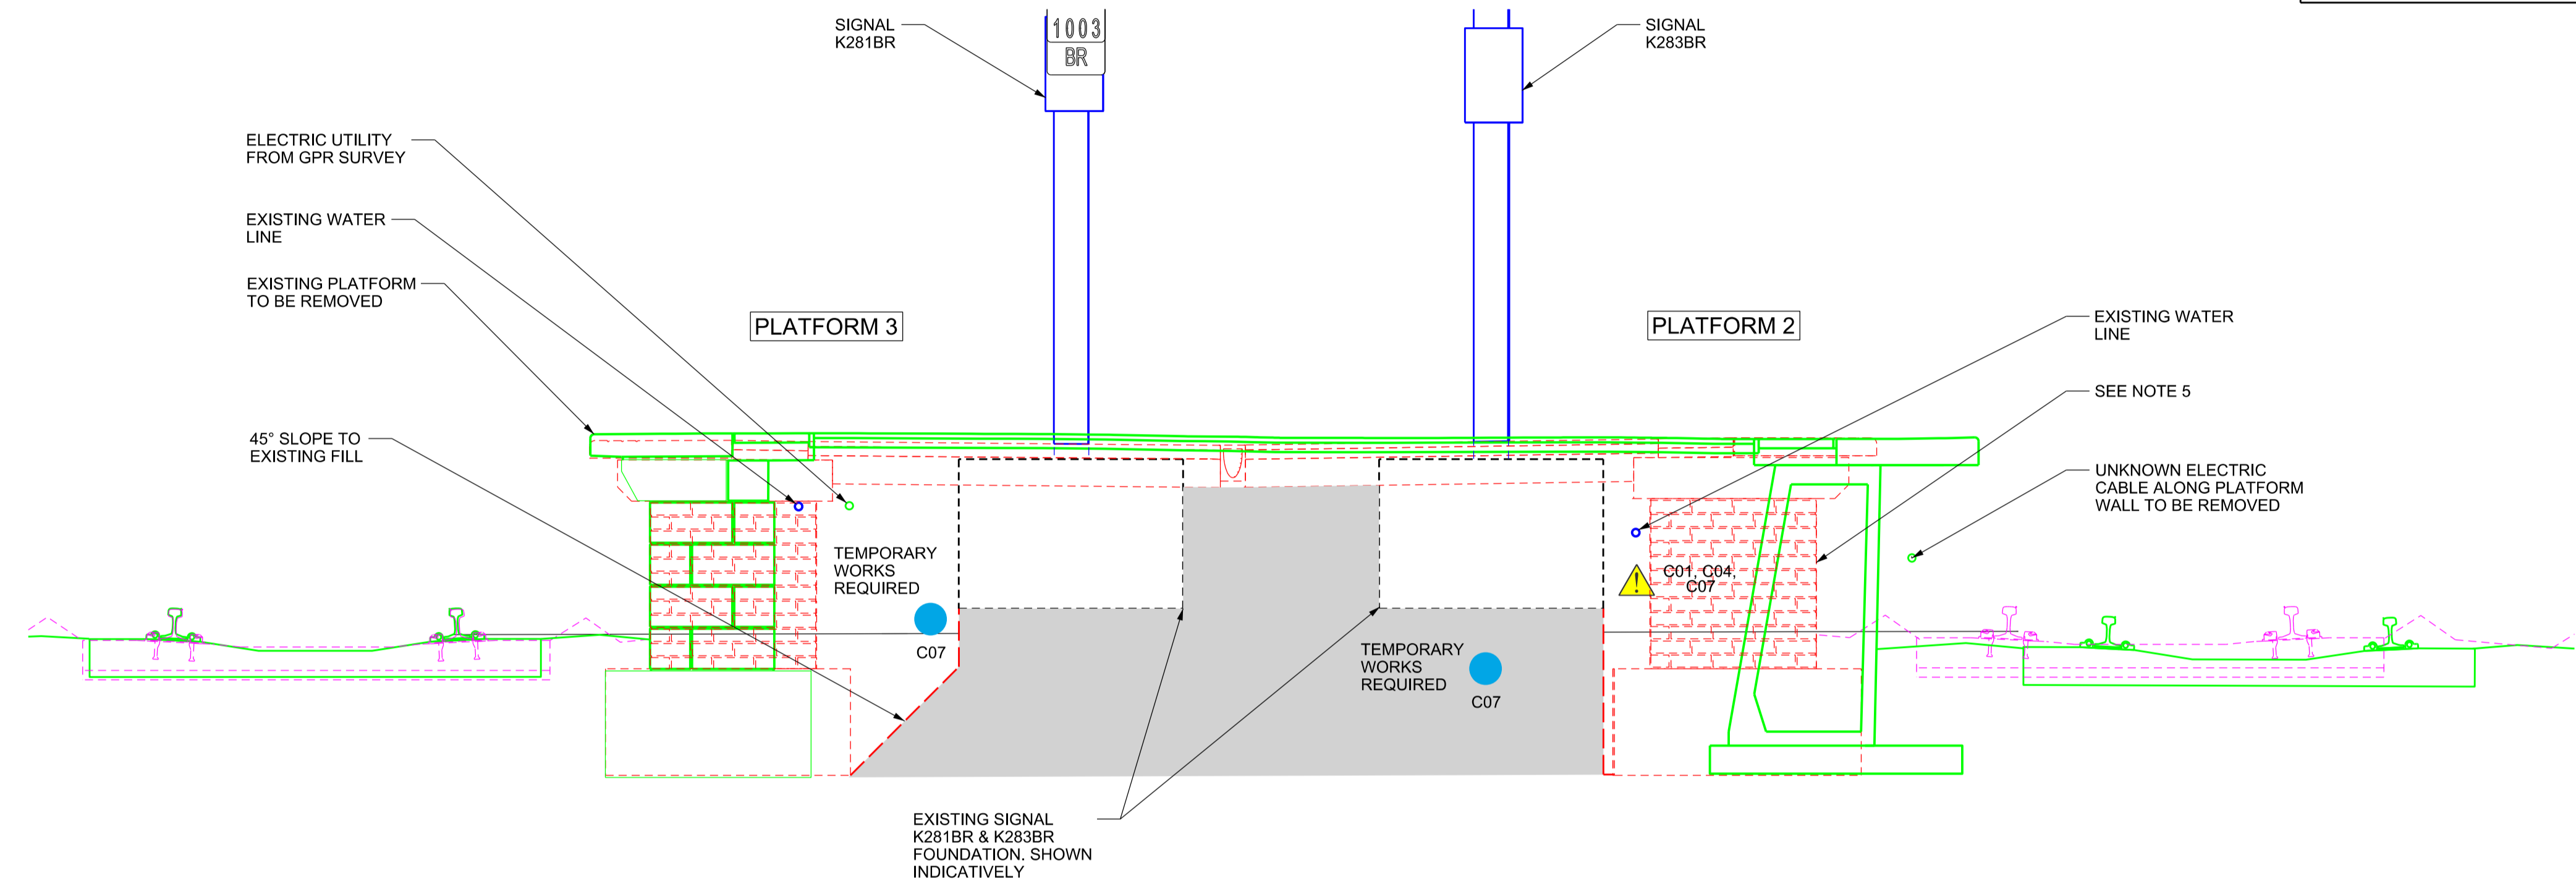 SIGNAL
K281BR
1003
BR
SIGNAL
K283BR
ELECTRIC UTILITY
FROM GPR SURVEY
EXISTING WATER
LINE
EXISTING PLATFORM
TO BE REMOVED
45° SLOPE TO
EXISTING FILL
PLATFORM 3
PLATFORM 2
EXISTING WATER
LINE
SEE NOTE 5
UNKNOWN ELECTRIC
CABLE ALONG PLATFORM
WALL TO BE REMOVED
TEMPORARY
WORKS
REQUIRED
C07
!
C01, C04,
C07
TEMPORARY
WORKS
REQUIRED
C07
EXISTING SIGNAL
K281BR & K283BR
FOUNDATION. SHOWN
INDICATIVELY